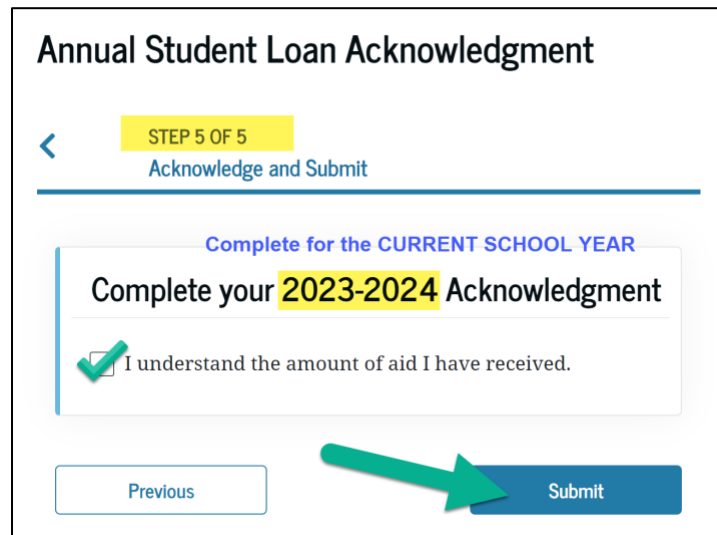 Annual Student Loan Acknowledgment
STEP 5 OF 5
Acknowledge and Submit
Complete for the CURRENT SCHOOL YEAR
Complete your 2023-2024 Acknowledgment
I understand the amount of aid I have received.
Previous
Submit